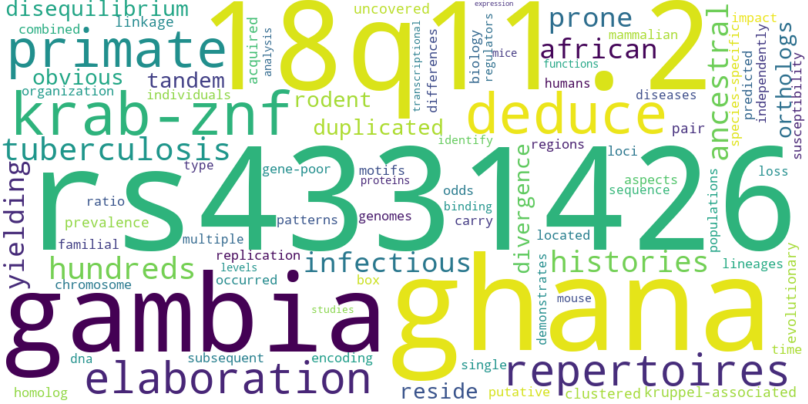 disequilibrium
linkage
combined
primate
acquired
analysis
18q11.2
uncovered
expression
transcriptional
differences
biology
regulators
mice
prone
african
mammalian
functions
humans
diseases
ancestral
impact
species-specific
predicted
independently
orthologs
susceptibility
obvious
tandem
organization
individuals
krab-znf
rodent
duplicated
deduce
pair
identify
tuberculosis
type
gene-poor
motifs
proteins
regions
loci
aspects
sequence
loss
rs4331426
yielding
ratio
prevalence
familial
multiple
patterns
genomes
odds
binding
carry
divergence
located
populations
replication
hundreds
levels
occurred
infectious
histories
lineages
chromosome
box
gambia
ghana
studies
demonstrates
mouse
evolutionary
time
dna
subsequent
encoding
single
repertoires
elaboration
homolog
reside
putative
clustered
kruppel-associated